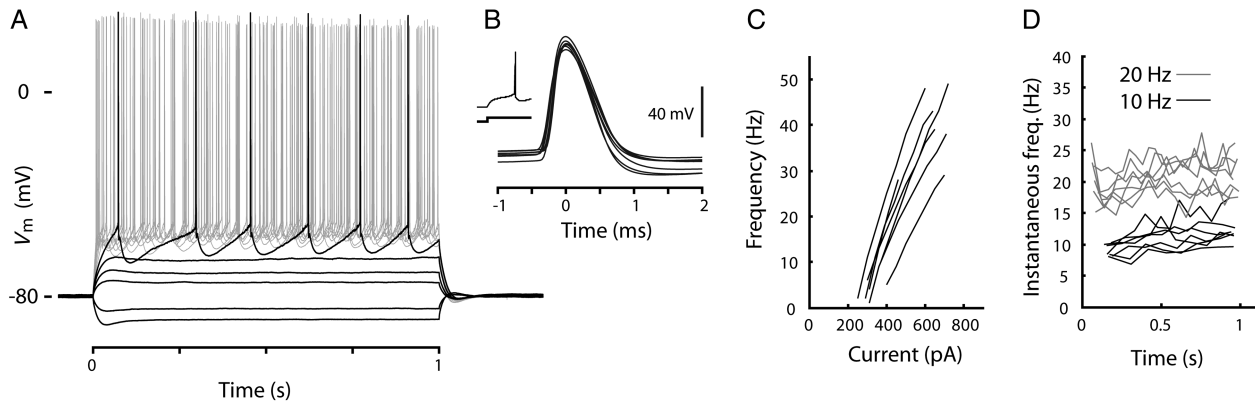 A
0
-80
Vm (mV)
0
1
Time (s)
B
40 mV
-1
0
1
2
Time (ms)
C
Frequency (Hz)
50
40
30
20
10
0
0
200
400
600
800
Current (pA)
D
Instantaneous freq. (Hz)
40
35
30
25
20
15
10
5
0
20 Hz
10 Hz
0
0.5
1
Time (s)